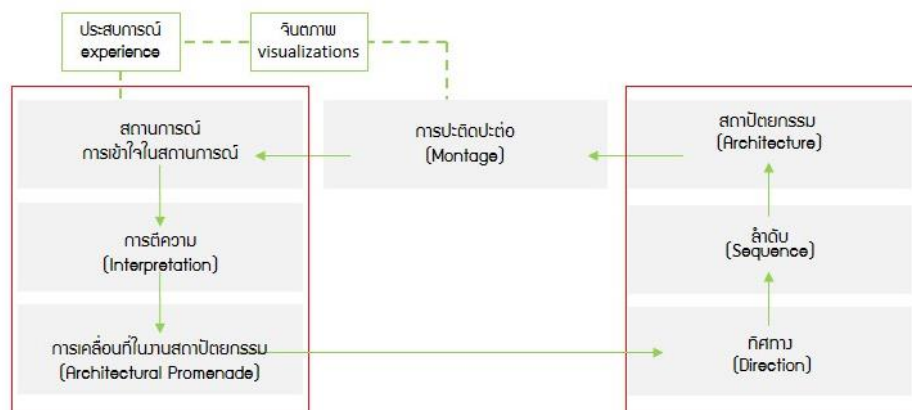 ประสบการณ์
experience
จินตภาพ
visualizations
สถานการณ์
การเข้าใจในสถานการณ์
การปะติดปะต่อ
(Montage)
สถาปัตยกรรม
(Architecture)
การตีความ
(Interpretation)
ลำดับ
(Sequence)
การเคลื่อนที่ในงานสถาปัตยกรรม
(Architectural Promenade)
ทิศทาง
(Direction)